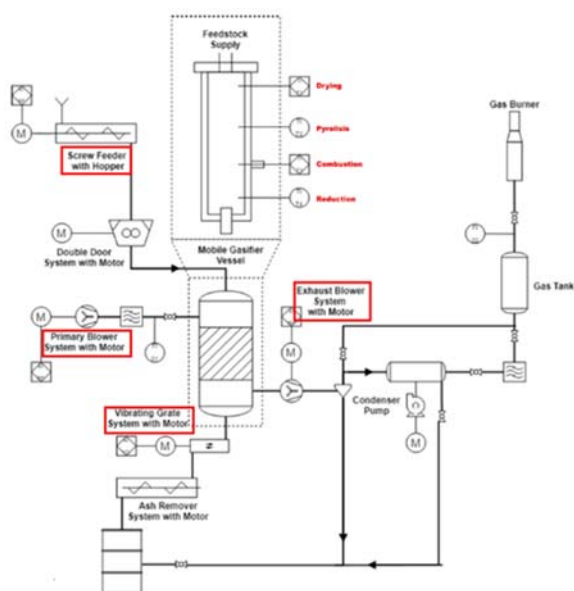 Feedstock
Supply
Drying
Pyrolisis
Combustion
Reduction
Gas Burner
M
Screw Feeder
with Hopper
M
Double Door
System with Motor
Mobile Gasifier
Vessel
Exhaust Blower
System
with Motor
Gas Tank
M
Primary Blower
System with Motor
M
Condenser
Pump
Vibrating Grate
System with Motor
M
M
Ash Remover
System with Motor